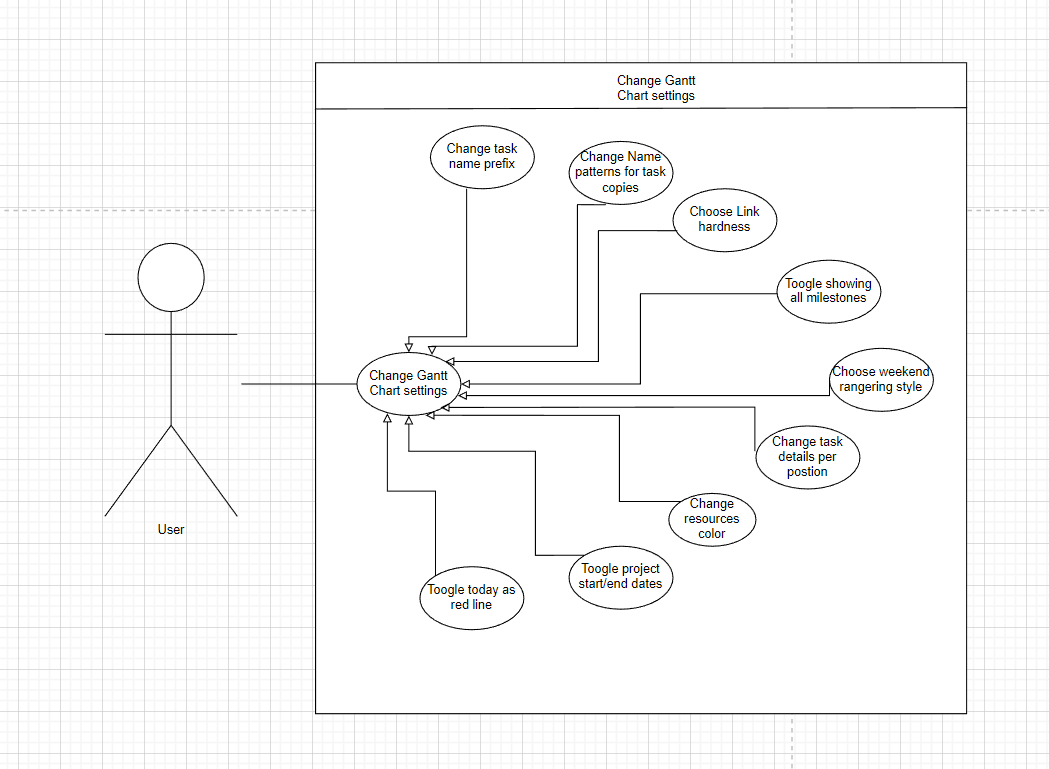 Change Gantt
Chart settings
Change task
name prefix
Change Name
patterns for task
copies
Choose Link
hardness
Toogle showing
all milestones
Change Gantt
Chart settings
Choose weekend
rangering style
Change task
details per
postion
Change
resources
color
User
Toogle project
start/end dates
Toogle today as
red line